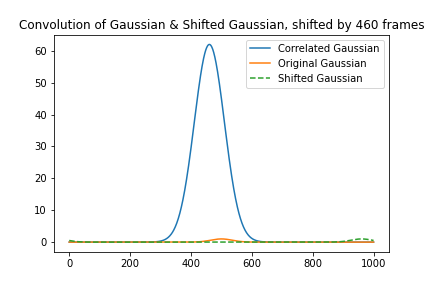 Convolution of Gaussian & Shifted Gaussian, shifted by 460 frames
60
50
40
30
20
10
0
Correlated Gaussian
Original Gaussian
Shifted Gaussian
0 200 400 600 800 1000